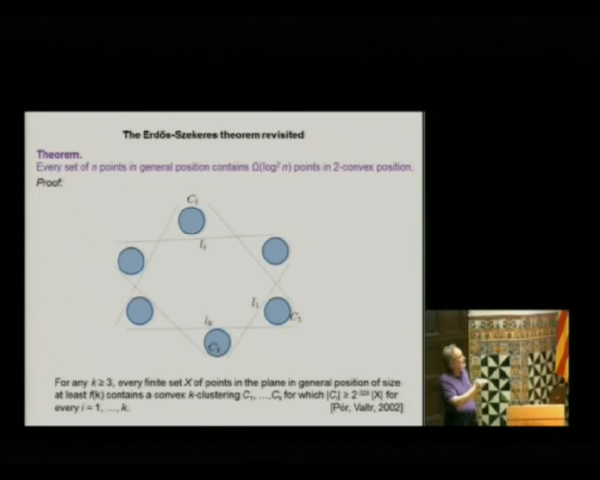 The Erdős-Szekeres theorem revisited
Theorem.
Every set of n points in general position contains Ω(log² n) points in 2-convex position.
Proof.
C₁
l₁
l₁
C₁
lₖ
Cₖ
For any k ≥ 3, every finite set X of points in the plane in general position of size
at least f(k) contains a convex k-clustering C₁, …,Cₖ for which |Cᵢ| ≥ 2⁻³²ᵏ |X| for
every i = 1, …, k. [Pór, Valtr, 2002]